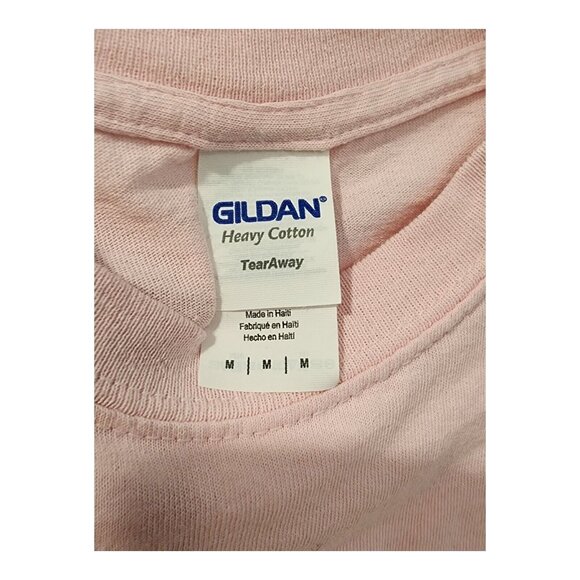 GILDAN®
Heavy Cotton
TearAway
Made in Haiti
Fabriqué en Haïti
Hecho en Haití
M | M | M